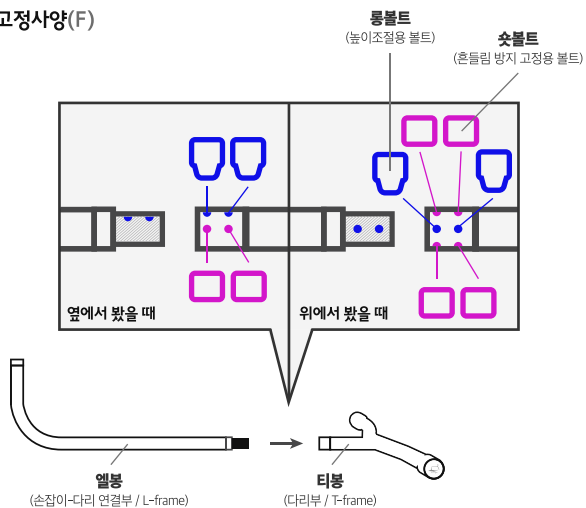 고정사양(F)
롱볼트
(높이조절용 볼트)
숏볼트
(흔들림 방지 고정용 볼트)
옆에서 봤을 때
위에서 봤을 때
엘봉
(손잡이-다리 연결부 / L-frame)
티봉
(다리부 / T-frame)